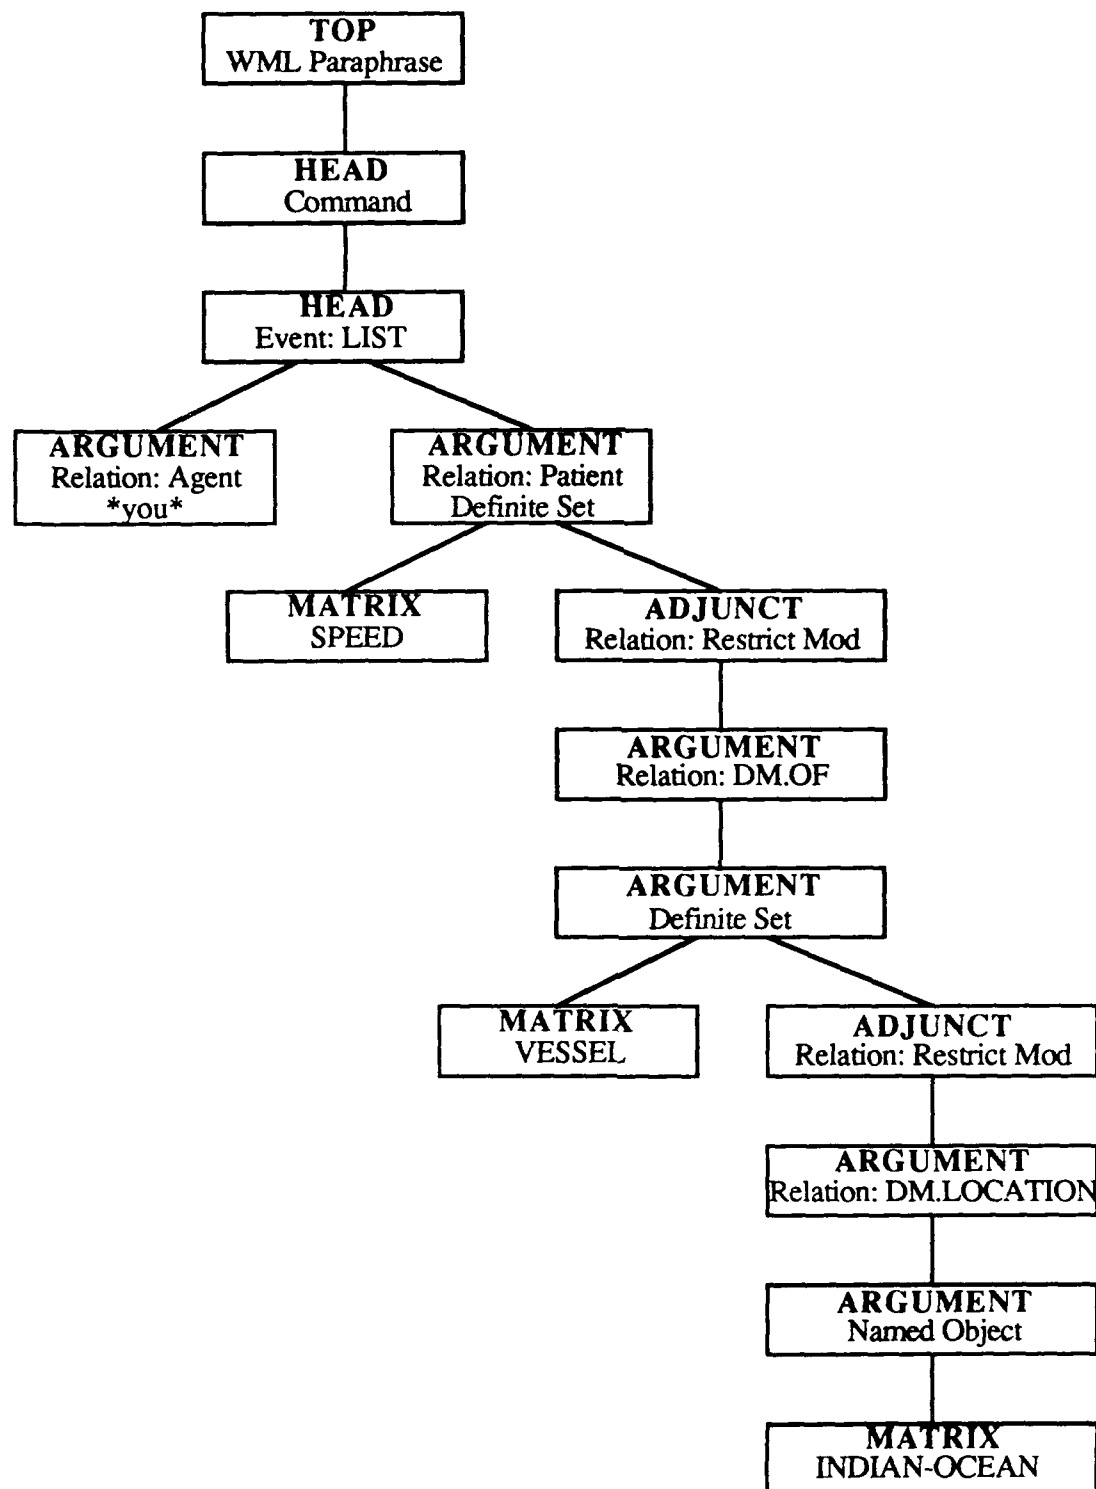 TOP
WML Paraphrase
HEAD
Command
HEAD
Event: LIST
ARGUMENT
Relation: Agent
*you*
ARGUMENT
Relation: Patient
Definite Set
MATRIX
SPEED
ADJUNCT
Relation: Restrict Mod
ARGUMENT
Relation: DM.OF
ARGUMENT
Definite Set
MATRIX
VESSEL
ADJUNCT
Relation: Restrict Mod
ARGUMENT
Relation: DM.LOCATION
ARGUMENT
Named Object
MATRIX
INDIAN-OCEAN